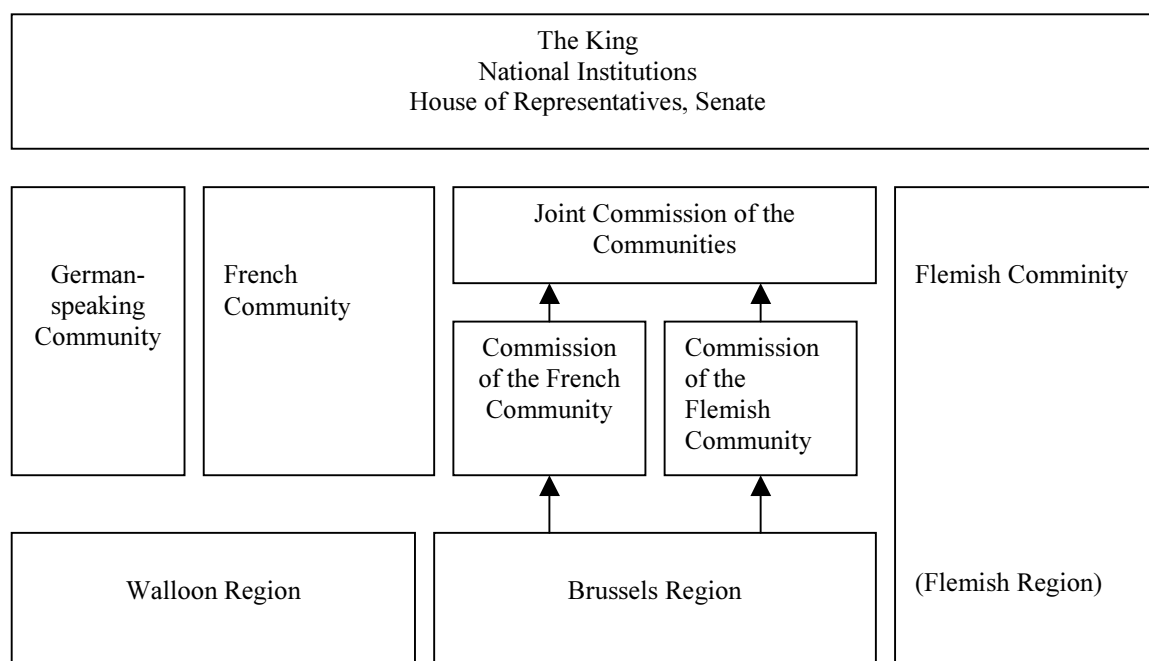 The King
National Institutions
House of Representatives, Senate
German-
speaking
Community
French
Community
Joint Commission of the
Communities
Commission
of the French
Community
Commission
of the
Flemish
Community
Flemish Comminity
Walloon Region
Brussels Region
(Flemish Region)